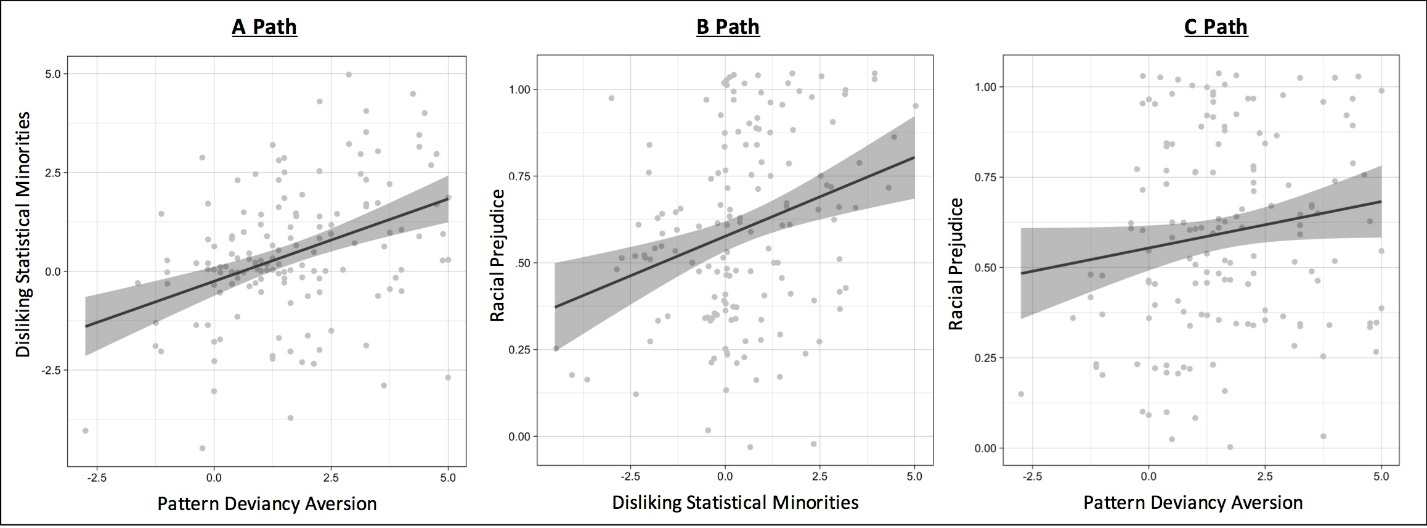 A Path
Disliking Statistical Minorities
5.0
2.5
0.0
-2.5
-2.5 0.0 2.5 5.0
Pattern Deviancy Aversion
B Path
Racial Prejudice
1.00
0.75
.50
0.25
0.00
-2.5 0.0 2.5 5.0
Disliking Statistical Minorities
C Path
Racial Prejudice
1.00
0.75
0.50
0.25
0.00
-2.5 0.0 2.5 5.0
Pattern Deviancy Aversion